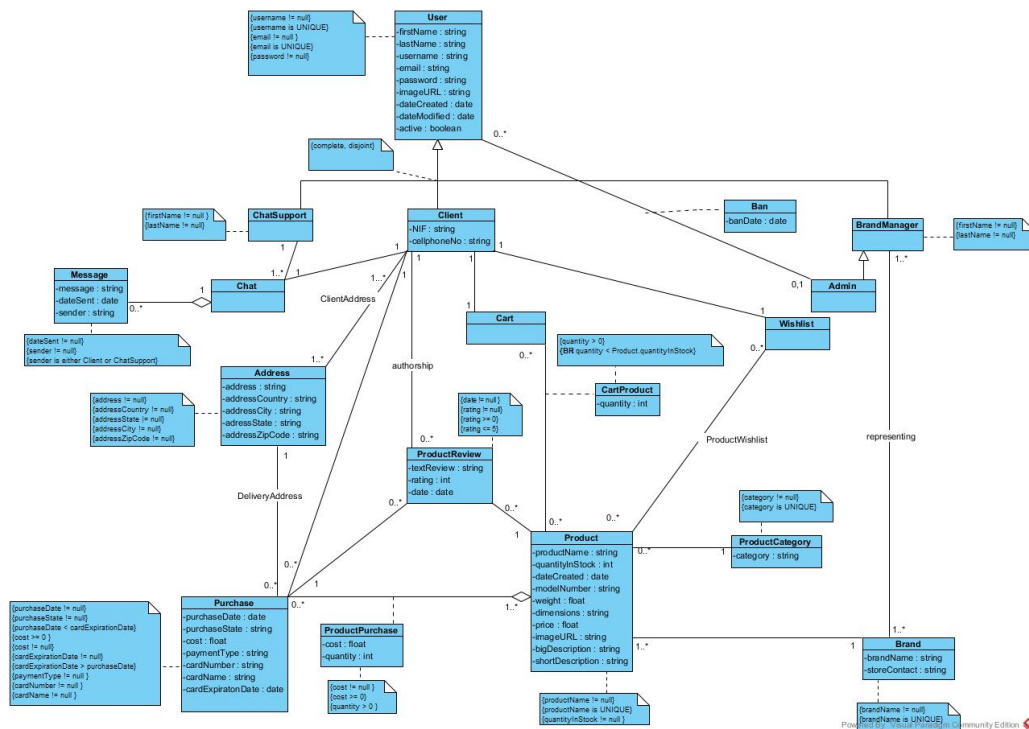 {username != null}
{username is UNIQUE}
{email != null }
{email is UNIQUE}
{password != null}
User
-firstName : string
-lastName : string
-username : string
-email : string
-password : string
-imageURL : string
-dateCreated : date
-dateModified : date
-active : boolean
0..*
{complete, disjoint}
{firstName != null }
{lastName != null}
ChatSupport
Client
-NIF : string
-cellphoneNo : string
Ban
-banDate : date
BrandManager
{firstName != null}
{lastName != null}
1
1
1...*
1
1
1
1
1..*
Message
-message : string
-dateSent : date
-sender : string
0..*
1
1..*
1
Chat
ClientAddress
1
Cart
1
Wishlist
0,1
Admin
{dateSent != null}
{sender != null}
{sender is either Client or ChatSupport}
0..*
0..*
{quantity > 0}
{BR quantity < Product.quantityInStock}
1..*
authorship
CartProduct
-quantity : int
{address != null}
{addressCountry != null}
{addressState != null}
{addressCity != null}
{addressZipCode != null}
Address
-address : string
-addressCountry : string
-addressCity : string
-adressState : string
-addressZipCode : string
1
{date != null }
{rating != null}
{rating >= 0}
{rating <= 5}
ProductWishlist
representing
0..*
ProductReview
-textReview : string
-rating : int
-date : date
0..*
0..*
DeliveryAddress
{category != null}
{category is UNIQUE}
ProductCategory
-category : string
0..*
0..*
0..*
1
1
Product
-productName : string
-quantityInStock : int
-dateCreated : date
-modelNumber : string
-weight : float
-dimensions : string
-price : float
-imageURL : string
-bigDescription : string
-shortDescription : string
0..*
0..*
1
0..*
1..*
{purchaseDate != null}
{purchaseState != null}
{purchaseDate < cardExpirationDate}
{cost >= 0 }
{cost != null}
{cardExpirationDate != null}
{cardExpirationDate > purchaseDate}
{paymentType != null }
{cardNumber != null }
{cardName != null }
Purchase
-purchaseDate : date
-purchaseState : string
-cost : float
-paymentType : string
-cardNumber : string
-cardName : string
-cardExpiratonDate : date
ProductPurchase
-cost : float
-quantity : int
{cost != null }
{cost >= 0}
{quantity > 0 }
1..*
1
1..*
Brand
-brandName : string
-storeContact : string
{productName != null}
{productName is UNIQUE}
{quantityInStock != null }
{brandName != null}
{brandName is UNIQUE}
Powered By Visual Paradigm Community Edition